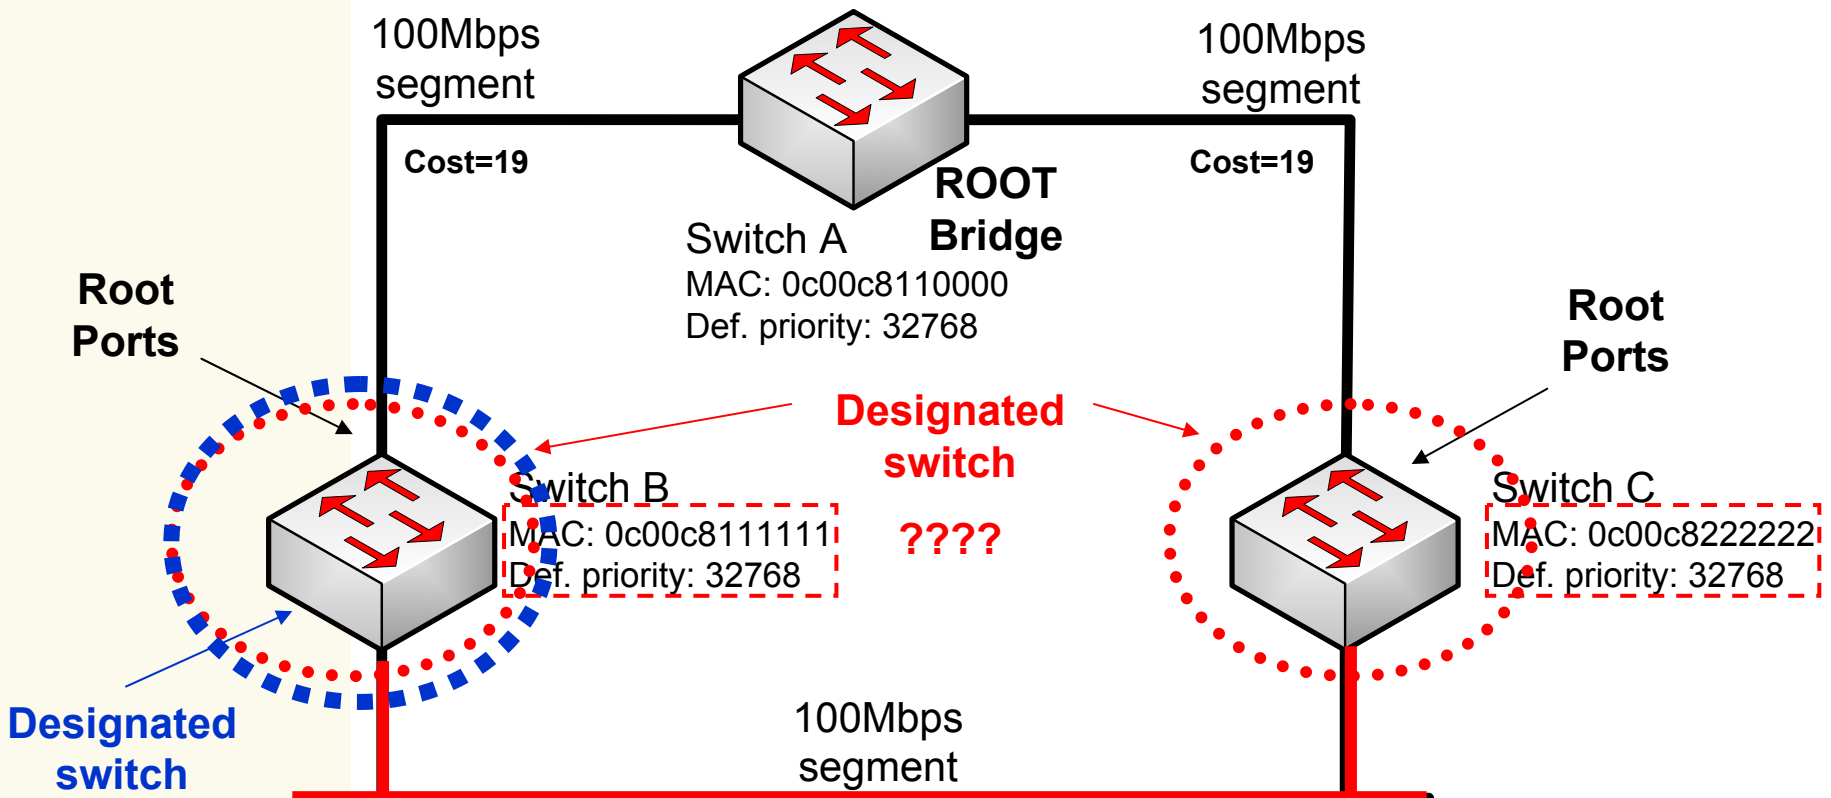 100Mbps
segment
100Mbps
segment
Cost=19
Cost=19
ROOT
Bridge
Switch A
MAC: 0c00c8110000
Def. priority: 32768
Root
Ports
Root
Ports
Designated
switch
????
Switch B
MAC: 0c00c8111111
Def. priority: 32768
Switch C
MAC: 0c00c8222222
Def. priority: 32768
Designated
switch
100Mbps
segment